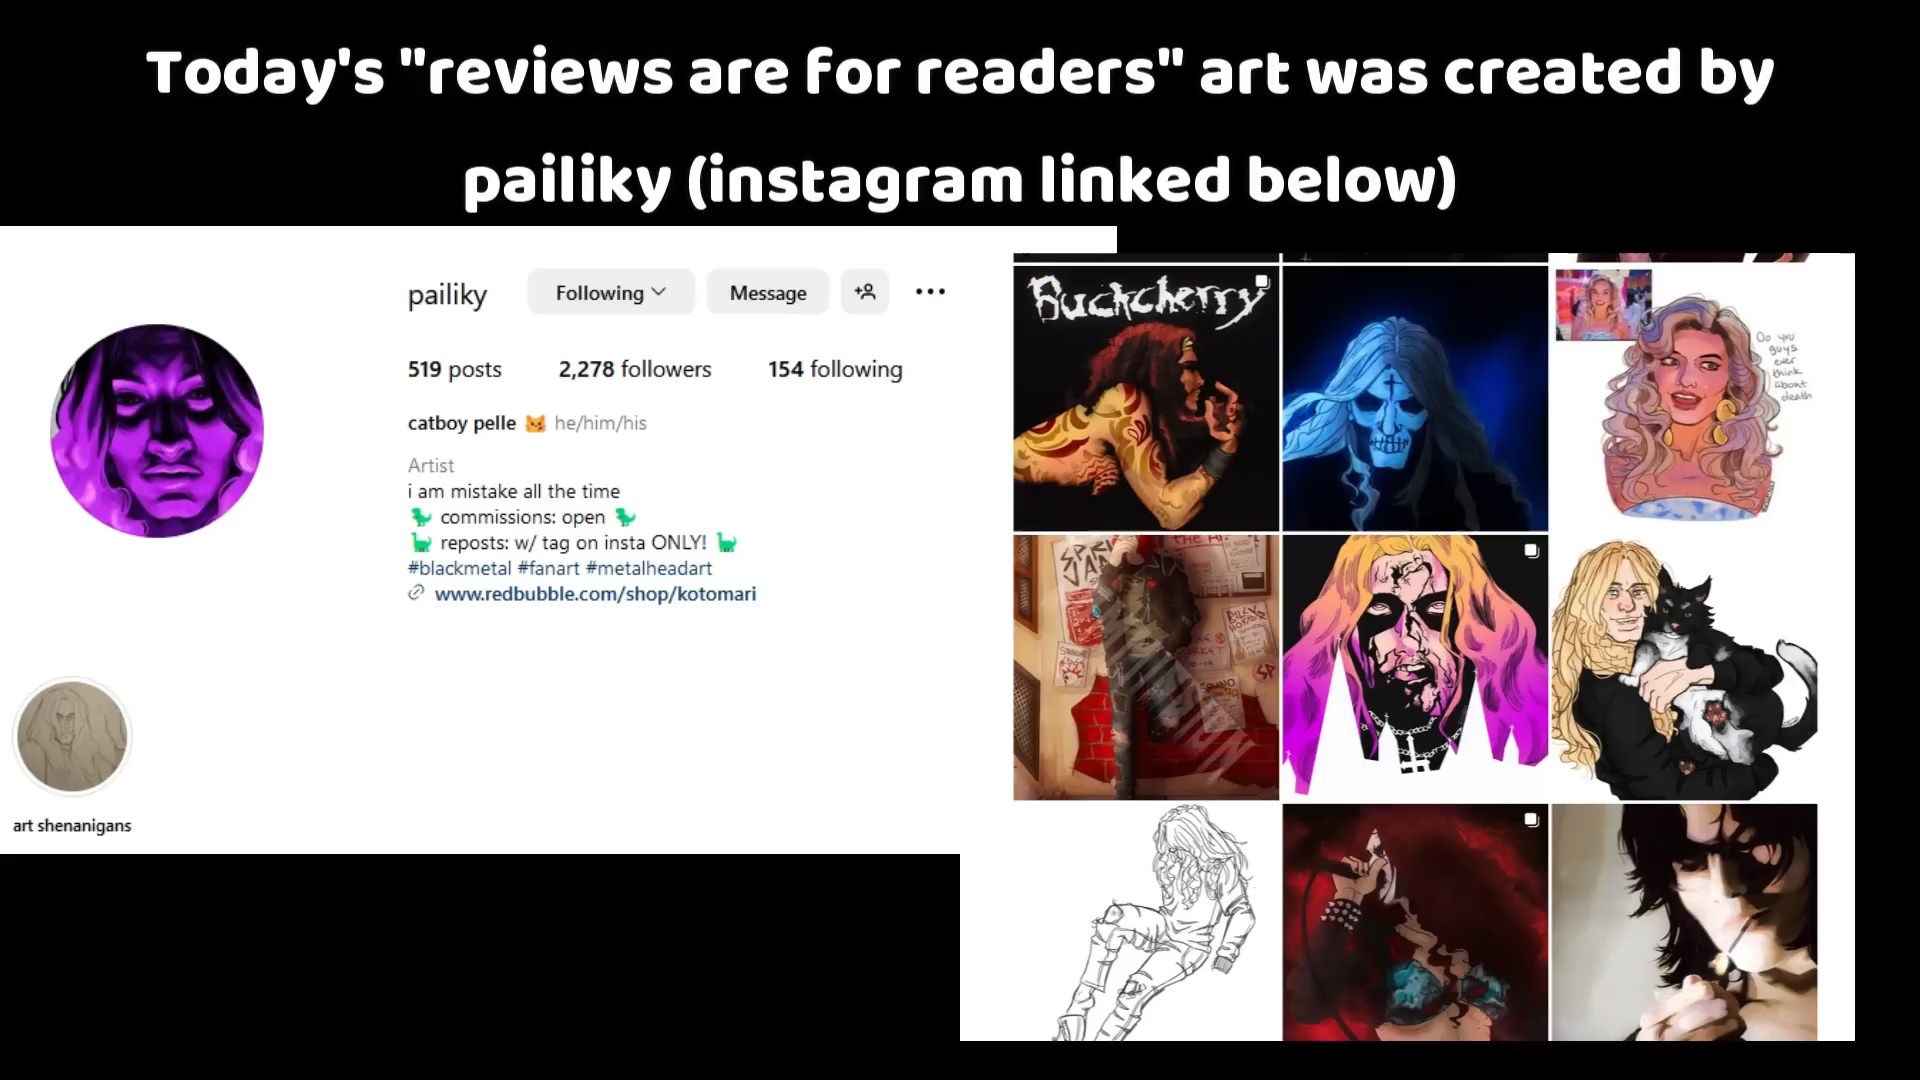 Today's "reviews are for readers" art was created by
pailiky (instagram linked below)
pailiky
Following
Message
519 posts
2,278 followers
154 following
catboy pelle 😼 he/him/his
Artist
i am mistake all the time
🦖 commissions: open 🦖
🦕 reposts: w/ tag on insta ONLY! 🦕
#blackmetal #fanart #metalheadart
www.redbubble.com/shop/kotomari
art shenanigans
Buckcherry
Do you
guys
ever
think
about
death